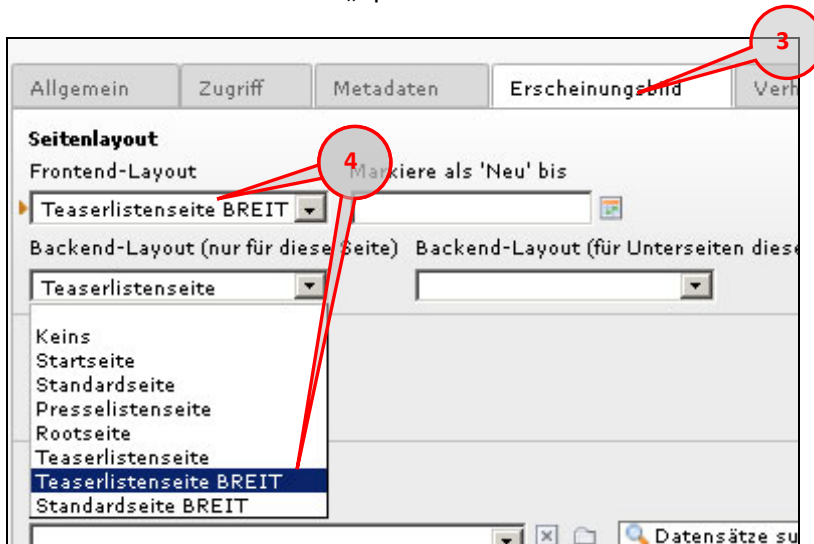 3
Allgemein Zugriff Metadaten Erscheinungsbild Verh
Seitenlayout
Frontend-Layout 4 Markiere als 'Neu' bis
Teaserlistenseite BREIT
Backend-Layout (nur für diese Seite) Backend-Layout (für Unterseiten diese
Teaserlistenseite
Keins
Startseite
Standardseite
Presselistenseite
Rootseite
Teaserlistenseite
Teaserlistenseite BREIT
Standardseite BREIT
Datensätze su